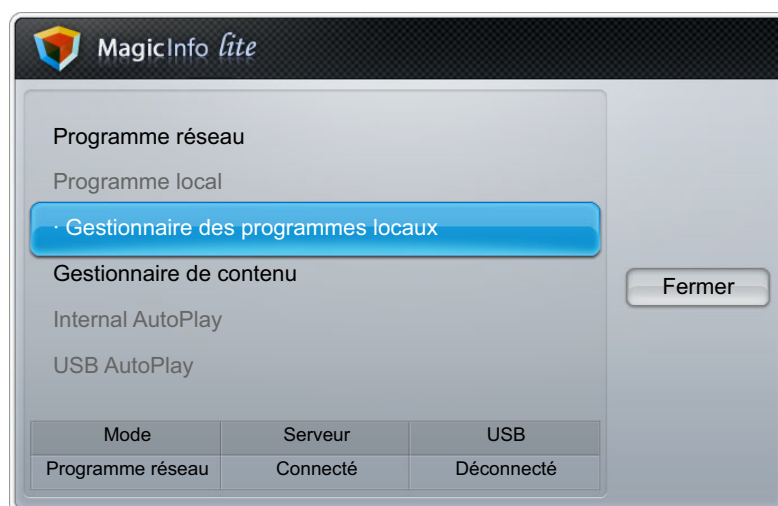 MagicInfo lite
Programme réseau
Programme local
· Gestionnaire des programmes locaux
Gestionnaire de contenu
Internal AutoPlay
USB AutoPlay
Fermer
Mode Serveur USB
Programme réseau Connecté Déconnecté